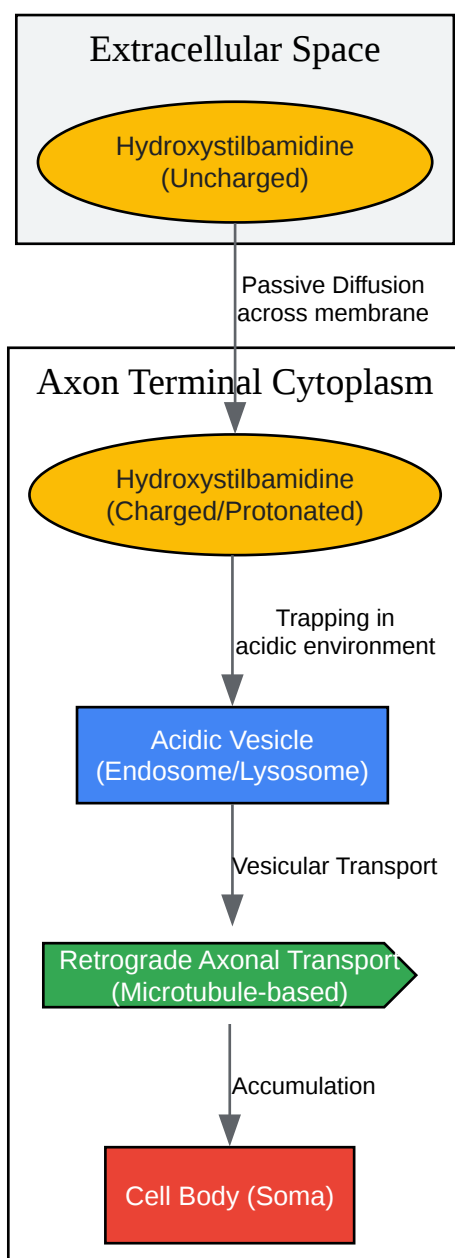 Extracellular Space
Hydroxystilbamidine
(Uncharged)
Passive Diffusion
across membrane
Axon Terminal Cytoplasm
Hydroxystilbamidine
(Charged/Protonated)
Trapping in
acidic environment
Acidic Vesicle
(Endosome/Lysosome)
Vesicular Transport
Retrograde Axonal Transport
(Microtubule-based)
Accumulation
Cell Body (Soma)